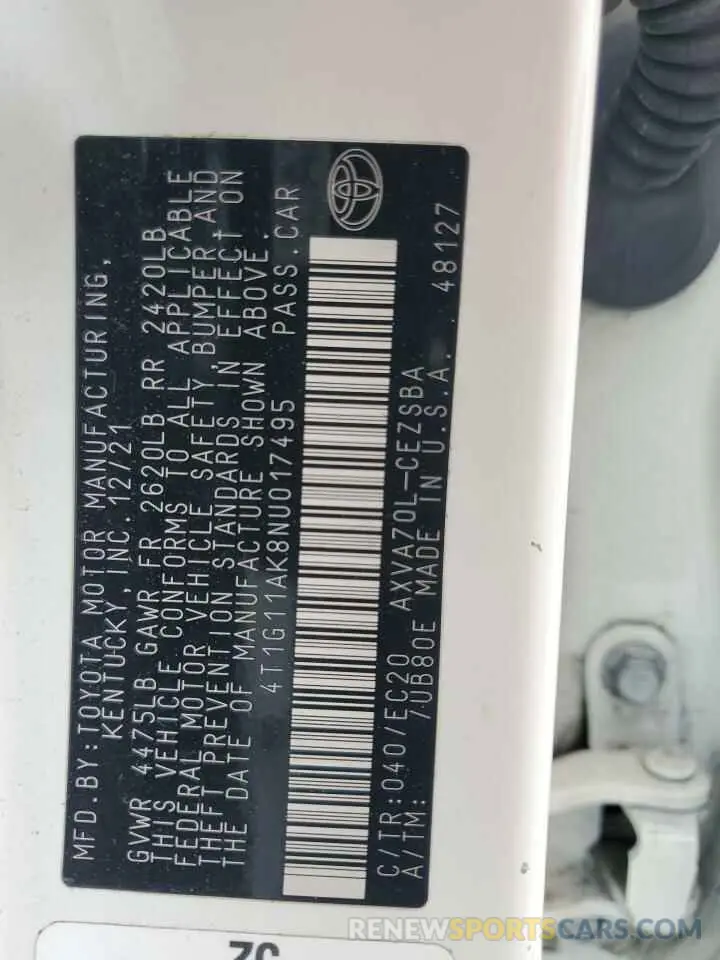 MFD.BY:TOYOTA MOTOR MANUFACTURING,
KENTUCKY, INC.12/21
GVWR 4475LB GAWR FR 2620LB RR 2420LB
THIS VEHICLE CONFORMS TO ALL APPLICABLE
FEDERAL MOTOR VEHICLE SAFETY, BUMPER, AND
THEFT PREVENTION STANDARDS IN EFFECT ON
THE DATE OF MANUFACTURE SHOWN ABOVE.
4T1G11AK8NU017495 PASS.CAR
C/TR:040/EC20 AXVA70L-CEZSBA
A/TM: 7UB80E MADE IN U.S.A. 48127
RENEWSPORTSCARS.COM